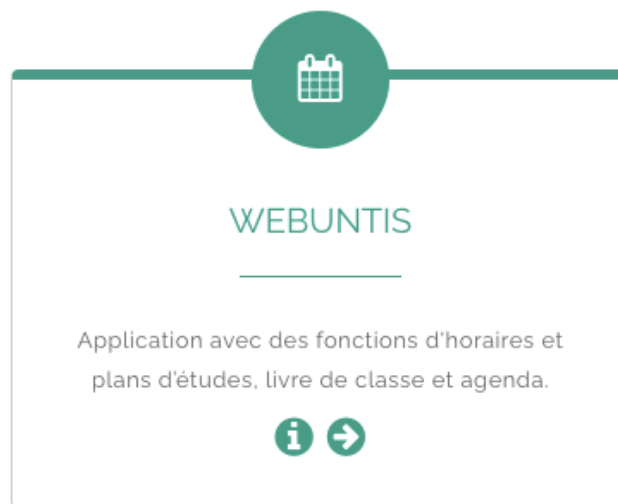 WEBUNTIS
Application avec des fonctions d'horaires et
plans d'études, livre de classe et agenda.